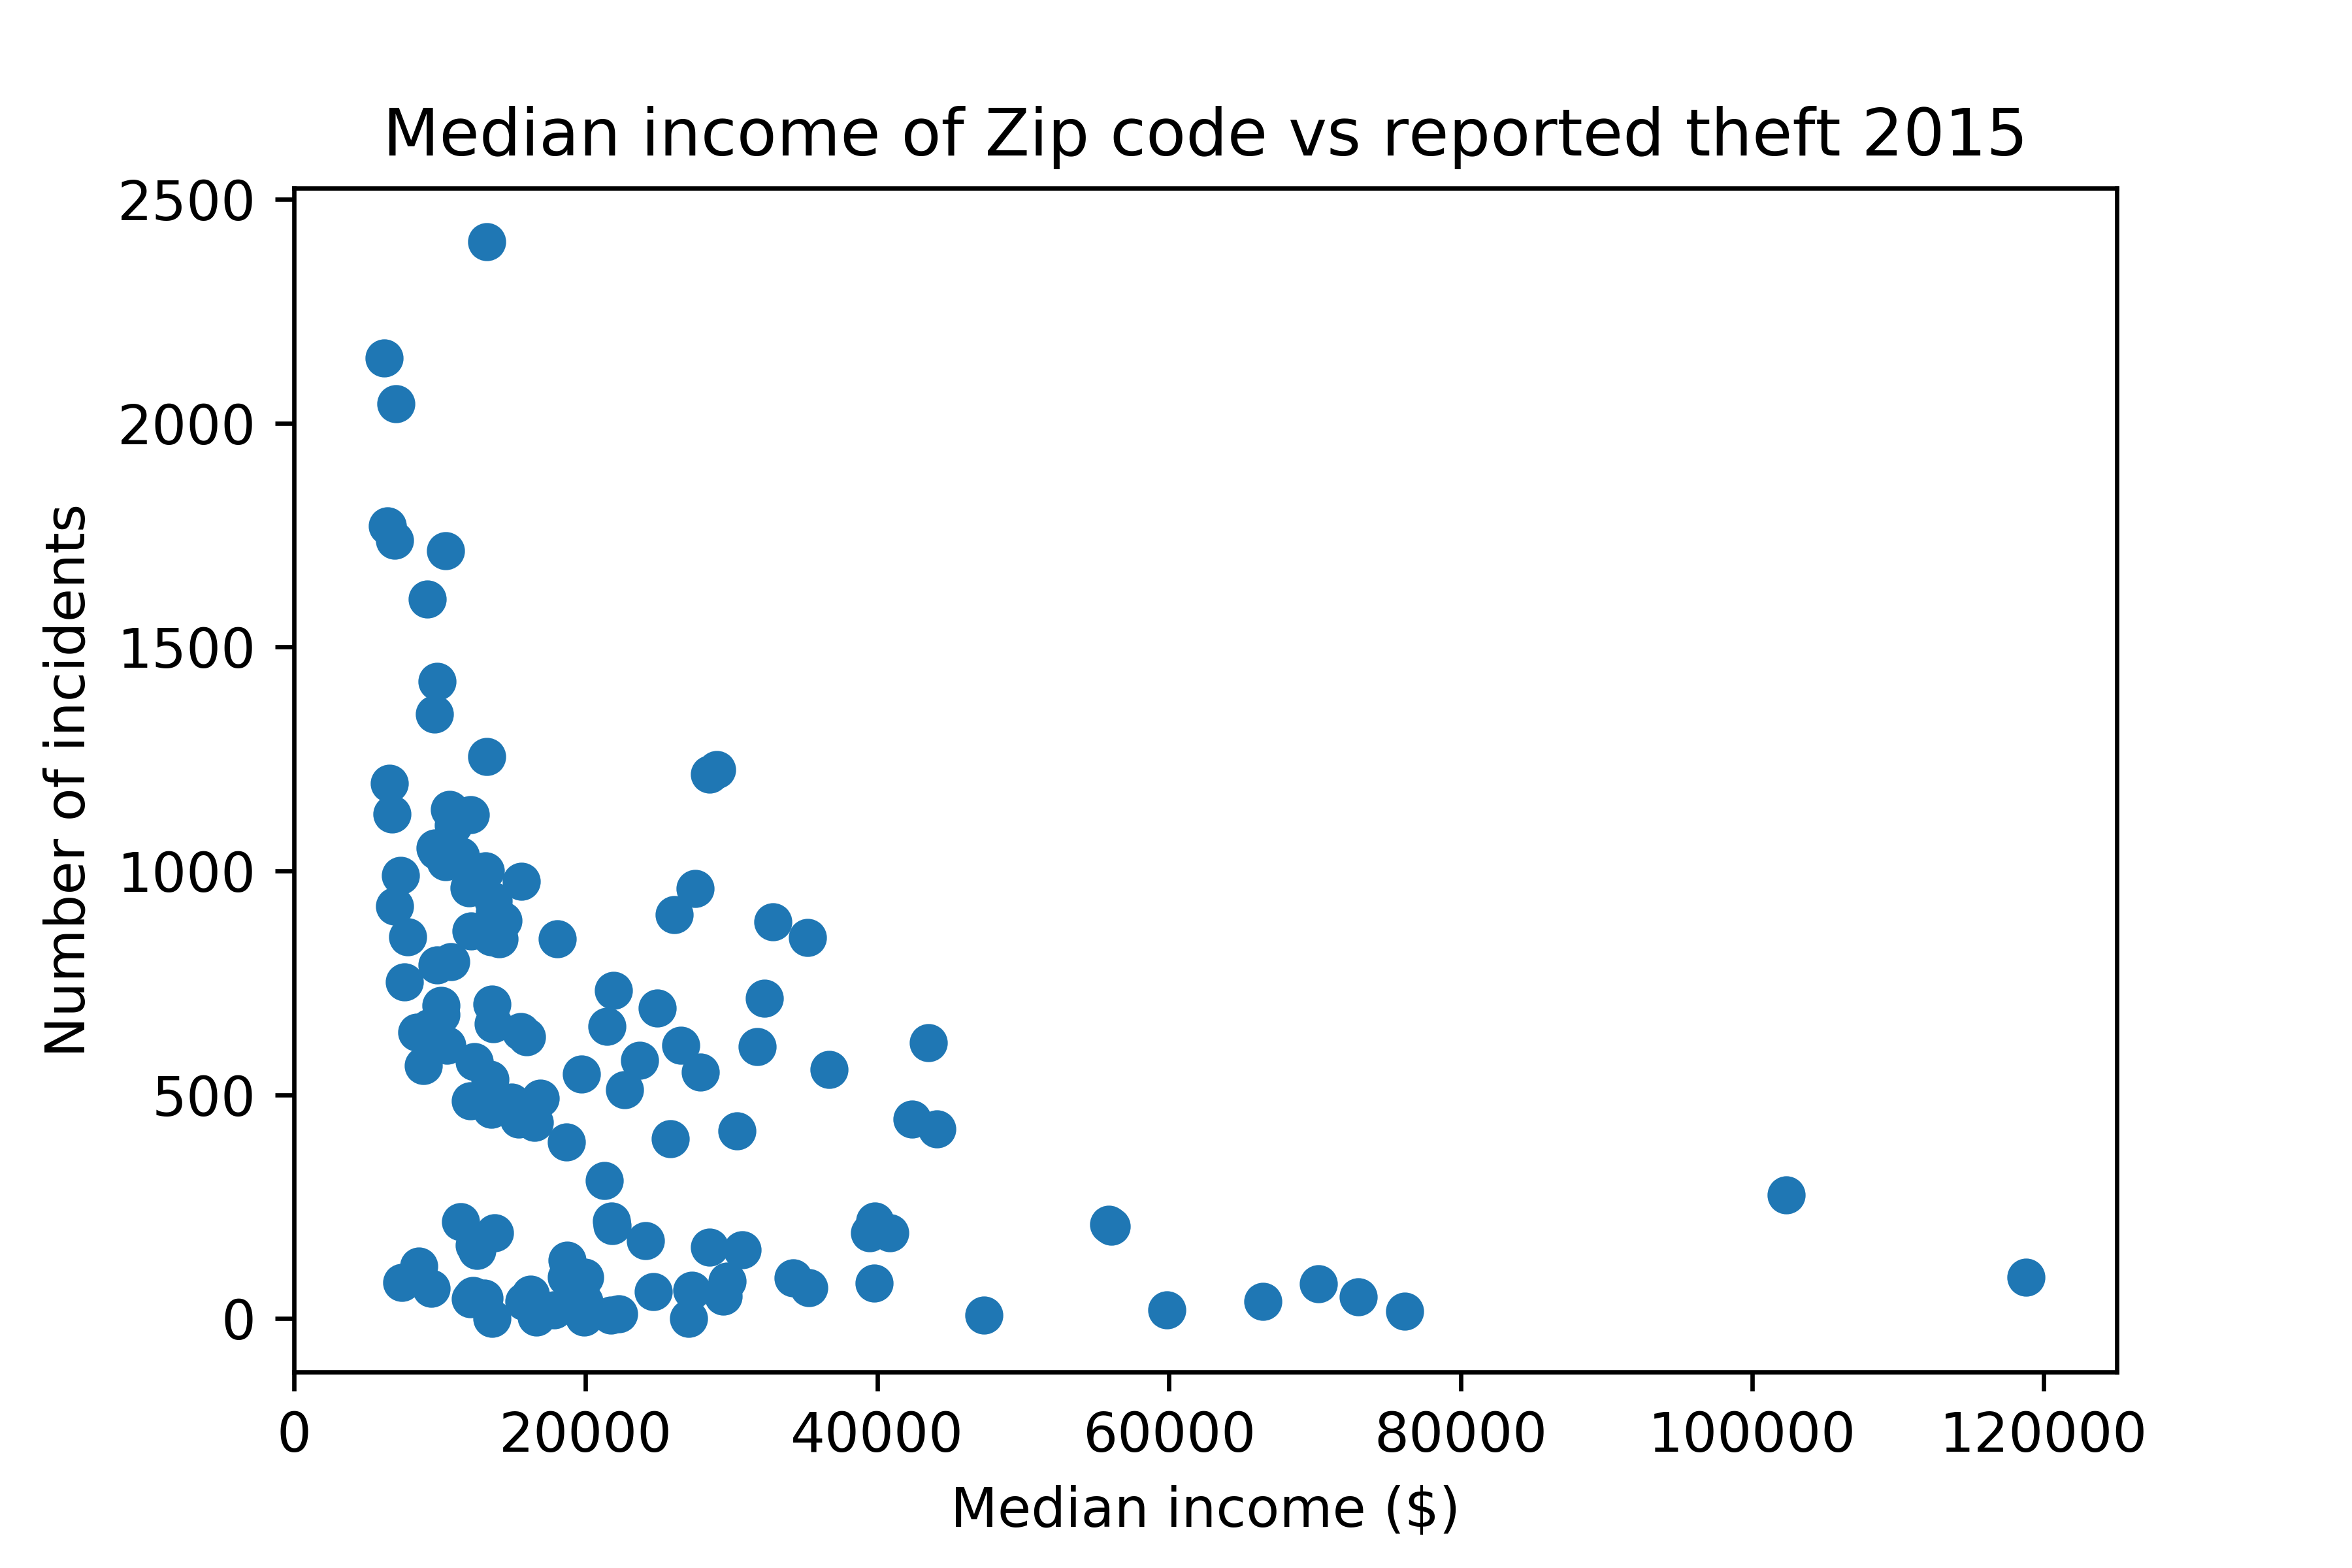 Median income of Zip code vs reported theft 2015
2500
2000
1500
1000
500
0
Number of incidents
0 20000 40000 60000 80000 100000 120000
Median income ($)